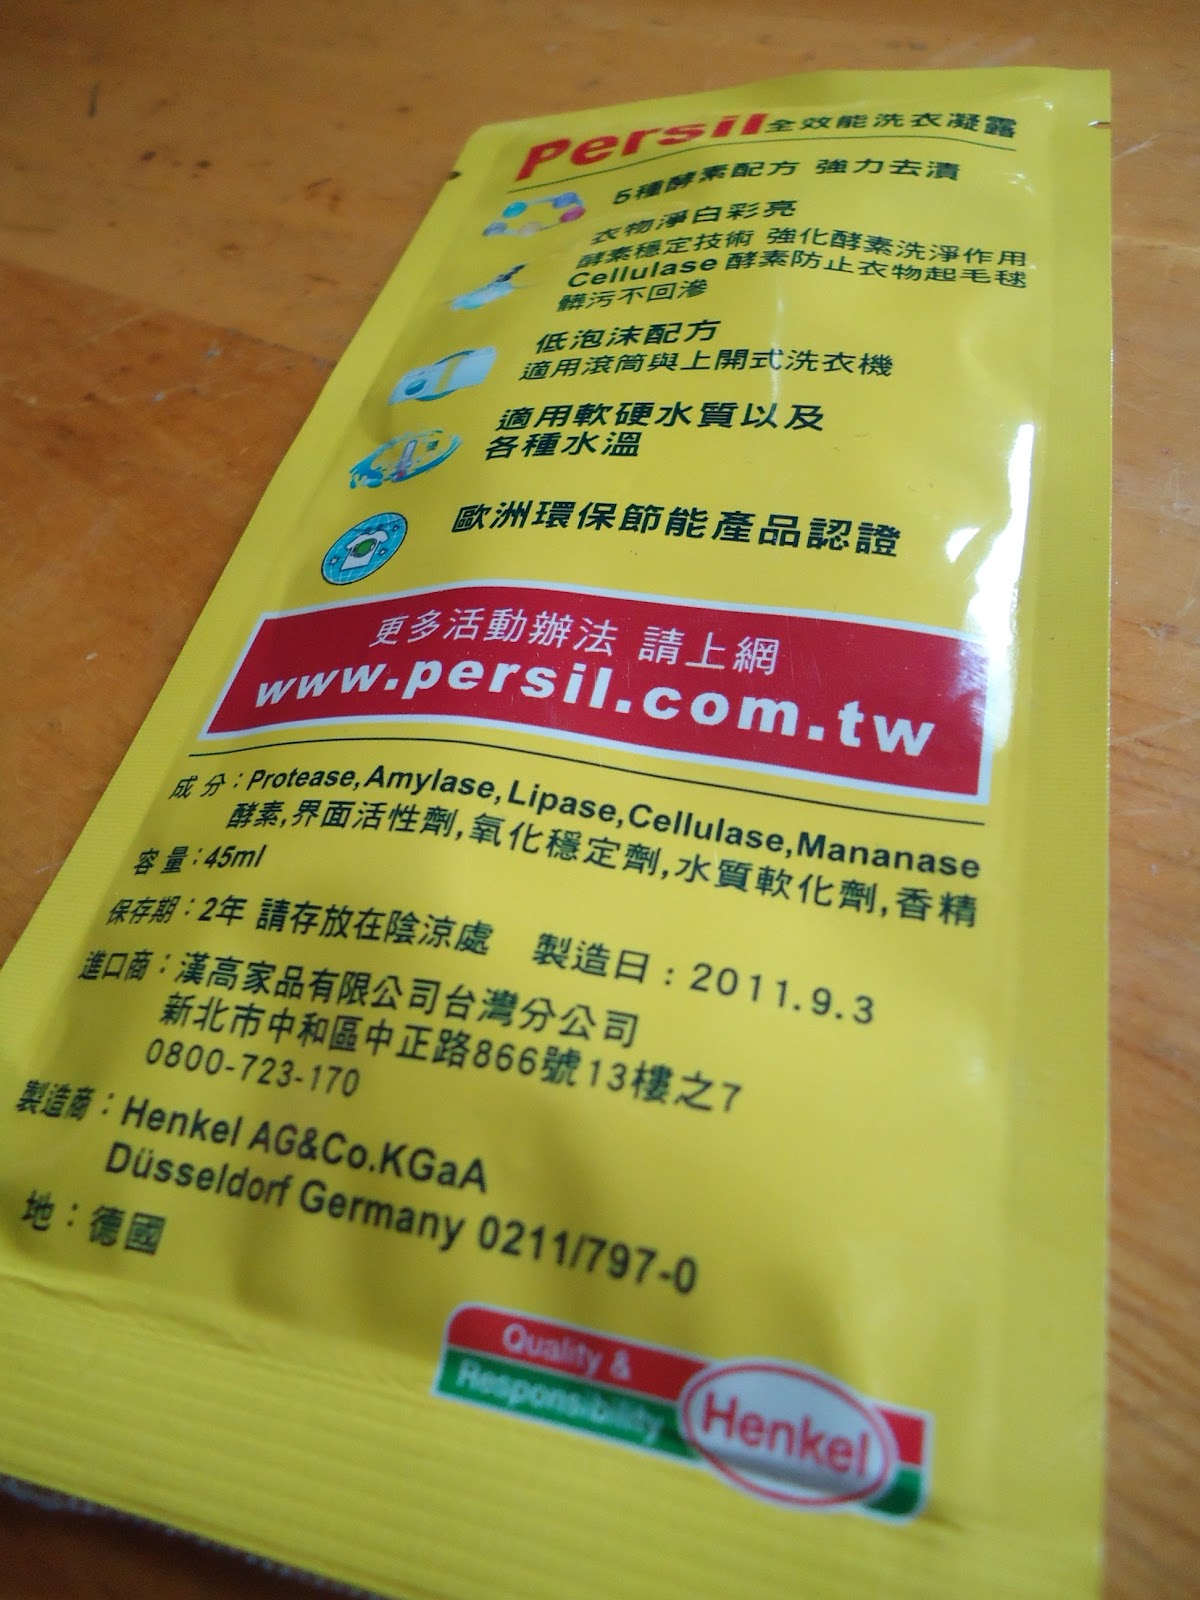 Persil全效能洗衣凝露
5種酵素配方 強力去漬
衣物淨白彩亮
酵素穩定技術 強化酵素洗淨作用
Cellulase 酵素防止衣物起毛毬
髒污不回滲
低泡沫配方
適用滾筒與上開式洗衣機
適用軟硬水質以及
各種水溫
歐洲環保節能產品認證
更多活動辦法 請上網
www.persil.com.tw
成 分：Protease,Amylase,Lipase,Cellulase,Mananase
酵素,界面活性劑,氧化穩定劑,水質軟化劑,香精
容 量：45ml
保存期：2年 請存放在陰涼處 製造日：2011.9.3
進口商：漢高家品有限公司台灣分公司
新北市中和區中正路866號13樓之7
0800-723-170
製造商：Henkel AG&Co.KGaA
Düsseldorf Germany 0211/797-0
地：德國
Quality &
Responsibility
Henkel